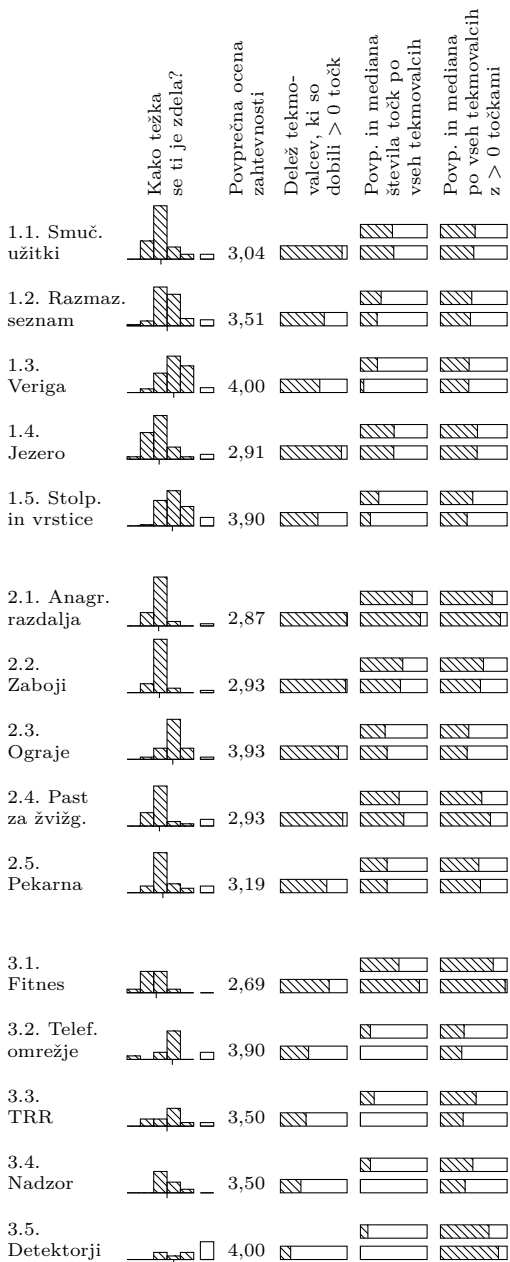 Kako težka
se ti je zdela?
Povprečna ocena
zahtevnosti
Delež tekmo-
valcev, ki so
dobili > 0 točk
Povp. in mediana
števila točk po
vseh tekmovalcih
Povp. in mediana
po vseh tekmovalcih
z > 0 točkami
1.1. Smuč.
užitki 3,04
1.2. Razmaz.
seznam 3,51
1.3.
Veriga 4,00
1.4.
Jezero 2,91
1.5. Stolp.
in vrstice 3,90
2.1. Anagr.
razdalja 2,87
2.2.
Zaboji 2,93
2.3.
Ograje 3,93
2.4. Past
za žvižg. 2,93
2.5.
Pekarna 3,19
3.1.
Fitnes 2,69
3.2. Telef.
omrežje 3,90
3.3.
TRR 3,50
3.4.
Nadzor 3,50
3.5.
Detektorji 4,00